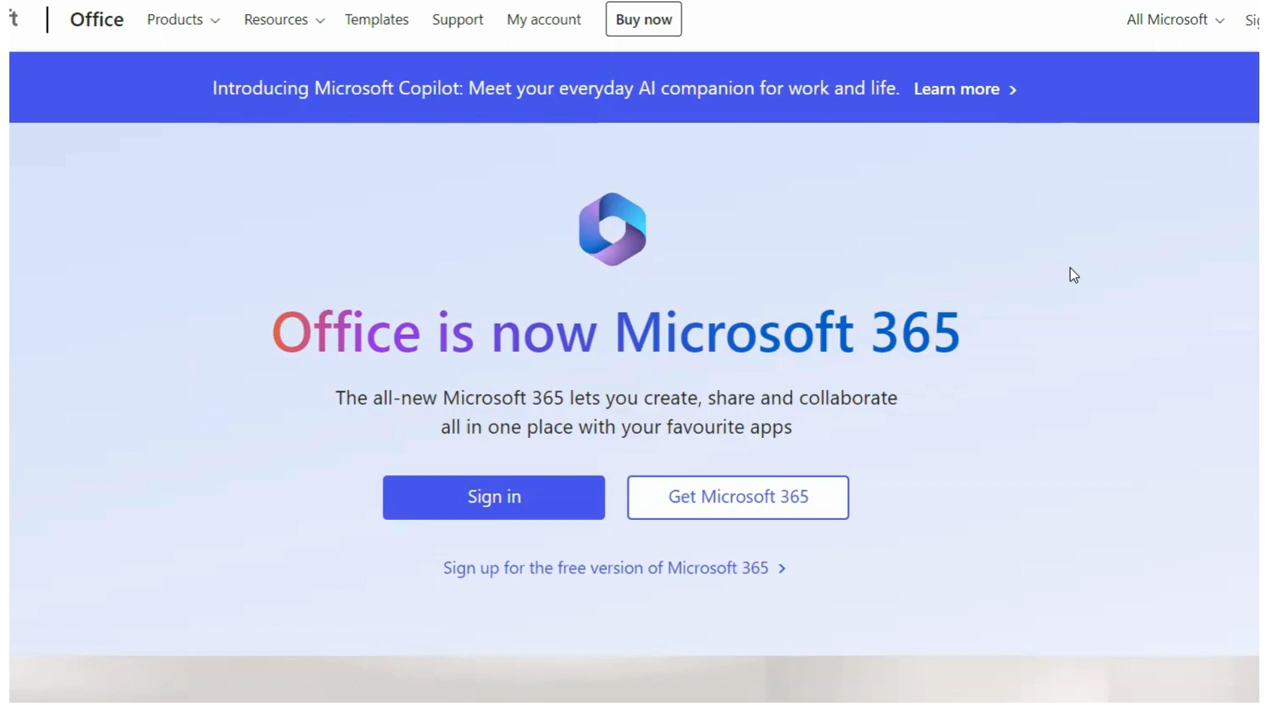 Office Products Resources Templates Support My account Buy now All Microsoft
Introducing Microsoft Copilot: Meet your everyday AI companion for work and life. Learn more
Office is now Microsoft 365
The all-new Microsoft 365 lets you create, share and collaborate
all in one place with your favourite apps
Sign in Get Microsoft 365
Sign up for the free version of Microsoft 365